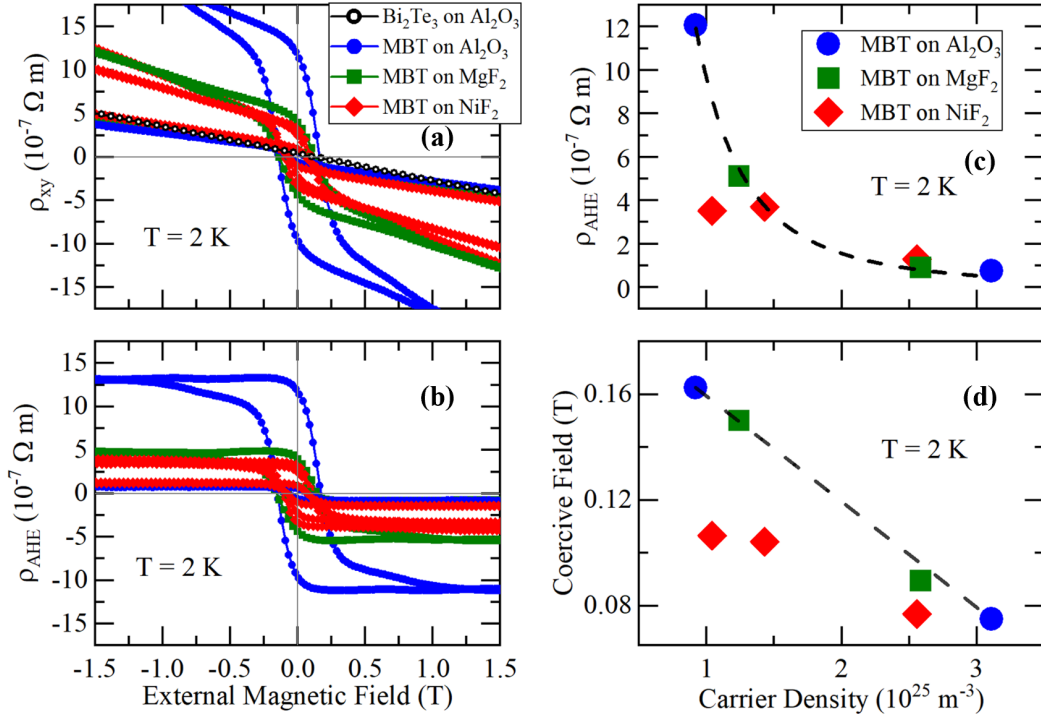 15
10
5
0
-5
-10
-15
ρxy (10⁻⁷ Ω m)
Bi₂Te₃ on Al₂O₃
MBT on Al₂O₃
MBT on MgF₂
MBT on NiF₂
(a)
T = 2 K
15
10
5
0
-5
-10
-15
ρAHE (10⁻⁷ Ω m)
(b)
T = 2 K
-1.5 -1.0 -0.5 0.0 0.5 1.0 1.5
External Magnetic Field (T)
12
10
8
6
4
2
0
ρAHE (10⁻⁷ Ω m)
MBT on Al₂O₃
MBT on MgF₂
MBT on NiF₂
(c)
T = 2 K
0.16
0.12
0.08
Coercive Field (T)
(d)
T = 2 K
1 2 3
Carrier Density (10²⁵ m⁻³)